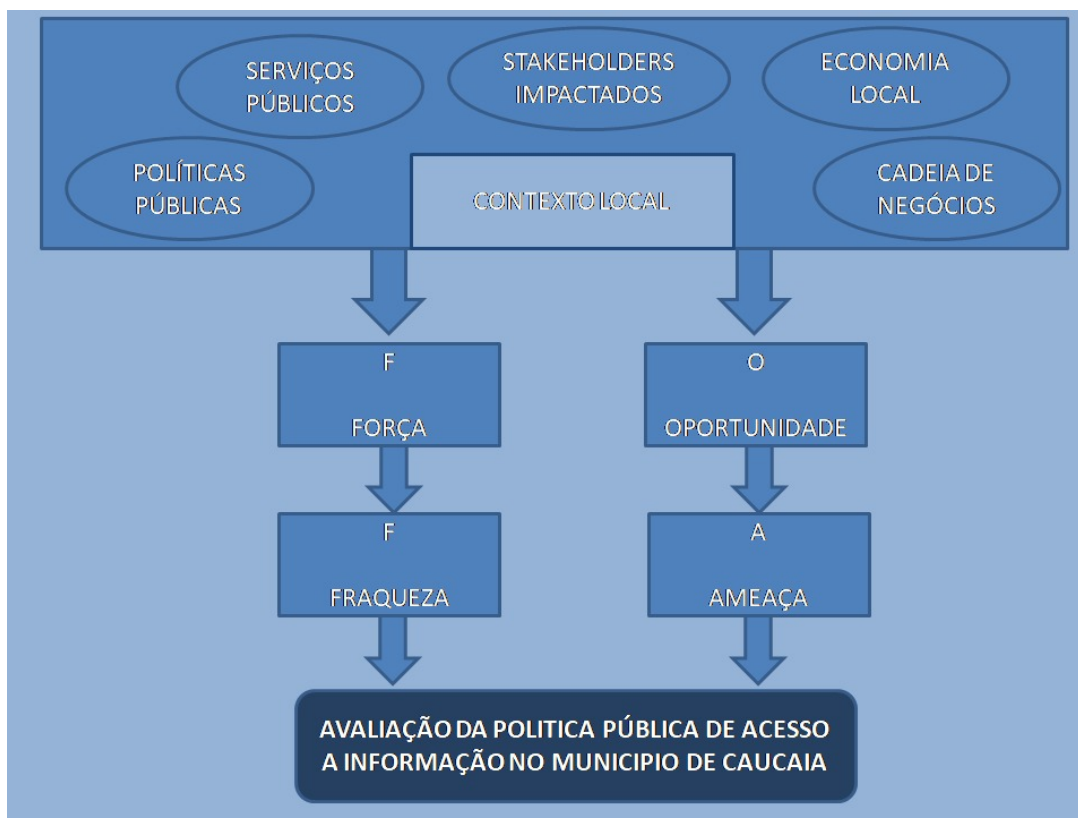 SERVIÇOS
PÚBLICOS
STAKEHOLDERS
IMPACTADOS
ECONOMIA
LOCAL
POLÍTICAS
PÚBLICAS
CONTEXTO LOCAL
CADEIA DE
NEGÓCIOS
F
FORÇA
O
OPORTUNIDADE
F
FRAQUEZA
A
AMEAÇA
AVALIAÇÃO DA POLITICA PÚBLICA DE ACESSO
A INFORMAÇÃO NO MUNICIPIO DE CAUCAIA